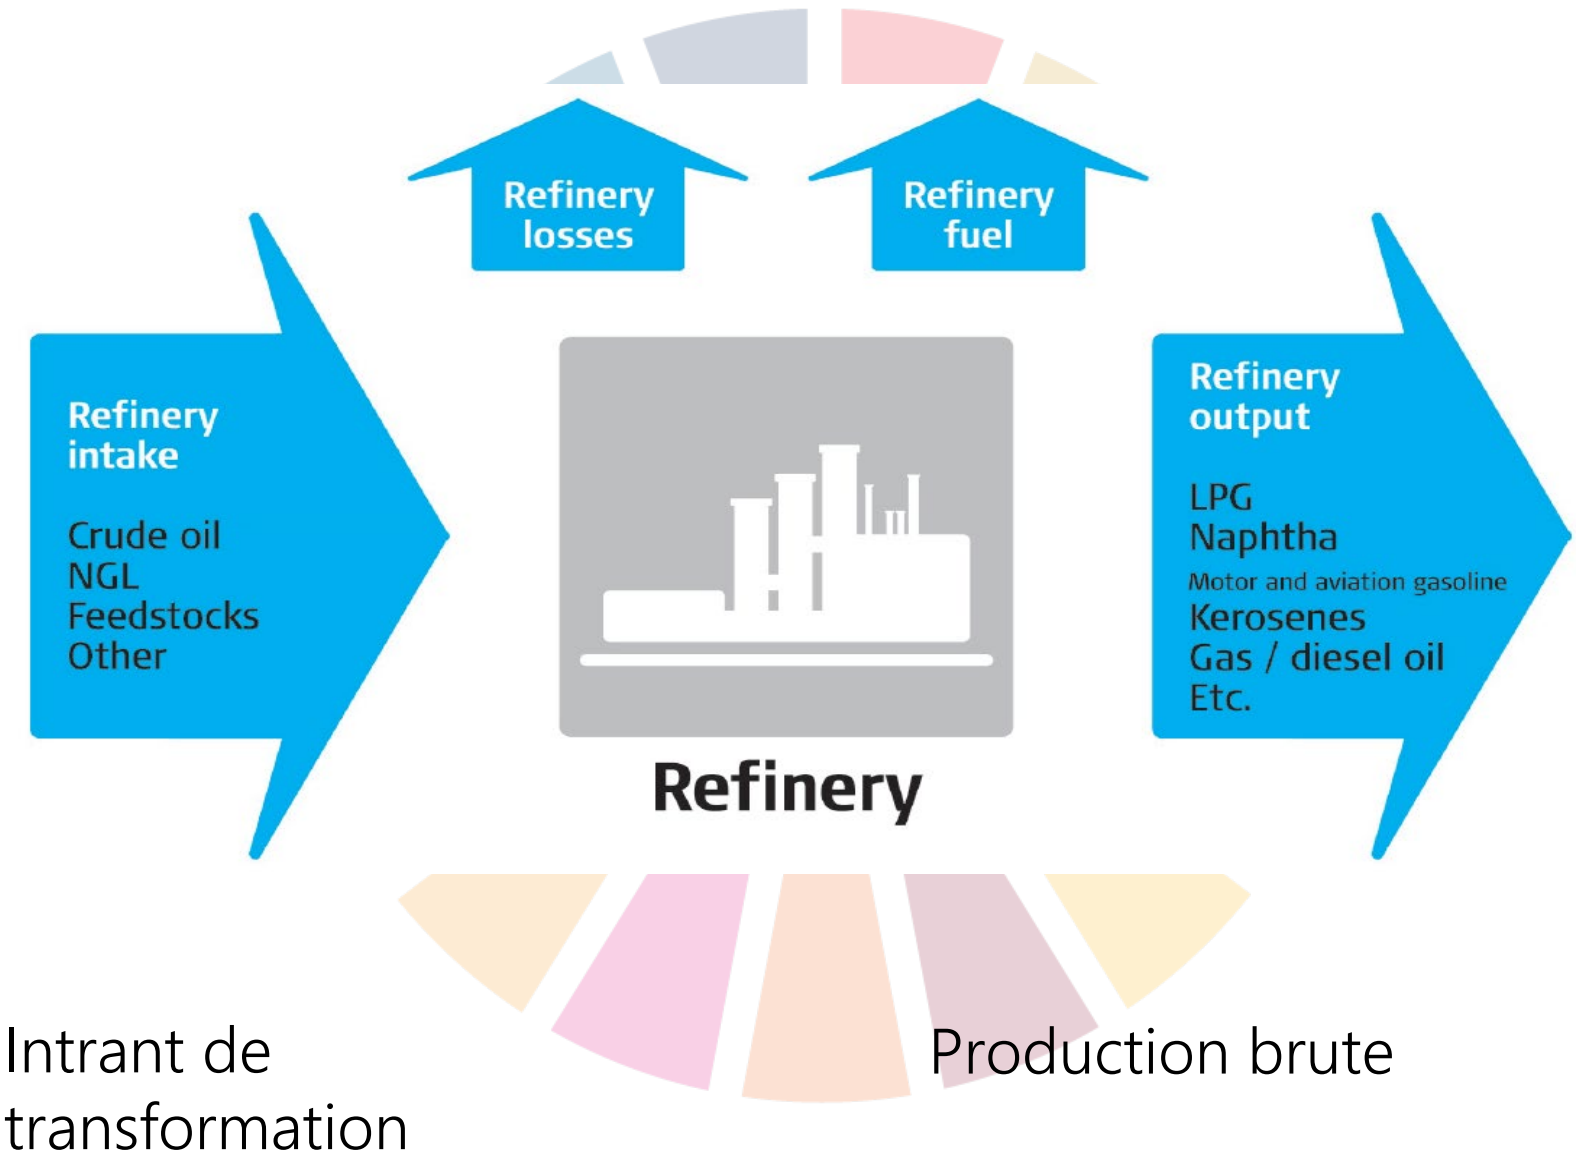 Refinery
losses
Refinery
fuel
Refinery
intake
Crude oil
NGL
Feedstocks
Other
Refinery
output
LPG
Naphtha
Motor and aviation gasoline
Kerosenes
Gas / diesel oil
Etc.
Refinery
Intrant de
transformation
Production brute